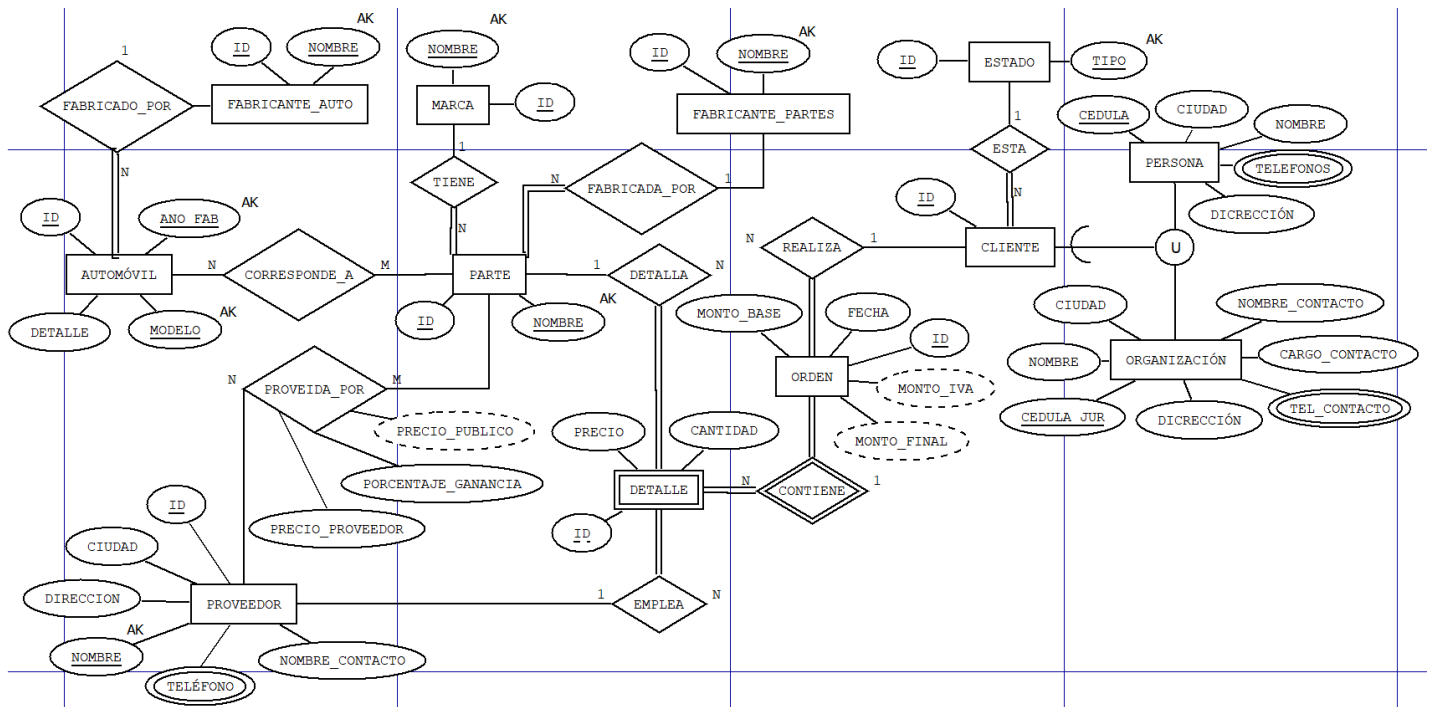 AK
AK
AK
AK
1
ID
NOMBRE
NOMBRE
ID
NOMBRE
ID
ESTADO
TIPO
FABRICADO_POR
FABRICANTE_AUTO
MARCA
ID
FABRICANTE_PARTES
CEDULA
CIUDAD
NOMBRE
1
1
ESTA
PERSONA
TELEFONOS
N
TIENE
N
FABRICADA_POR
1
N
ID
DICRECCIÓN
ID
ANO_FAB
AK
N
N
REALIZA
1
CLIENTE
U
AUTOMÓVIL
N
CORRESPONDE_A
M
PARTE
1
DETALLA
N
DETALLE
MODELO
AK
ID
NOMBRE
AK
MONTO_BASE
FECHA
ID
CIUDAD
NOMBRE_CONTACTO
NOMBRE
ORGANIZACIÓN
CARGO_CONTACTO
N
PROVEIDA_POR
M
ORDEN
MONTO_IVA
CEDULA_JUR
DICRECCIÓN
TEL_CONTACTO
PRECIO_PUBLICO
PRECIO
CANTIDAD
MONTO_FINAL
PORCENTAJE_GANANCIA
DETALLE
N
CONTIENE
1
ID
PRECIO_PROVEEDOR
ID
CIUDAD
DIRECCION
PROVEEDOR
1
EMPLEA
N
AK
NOMBRE
TELÉFONO
NOMBRE_CONTACTO